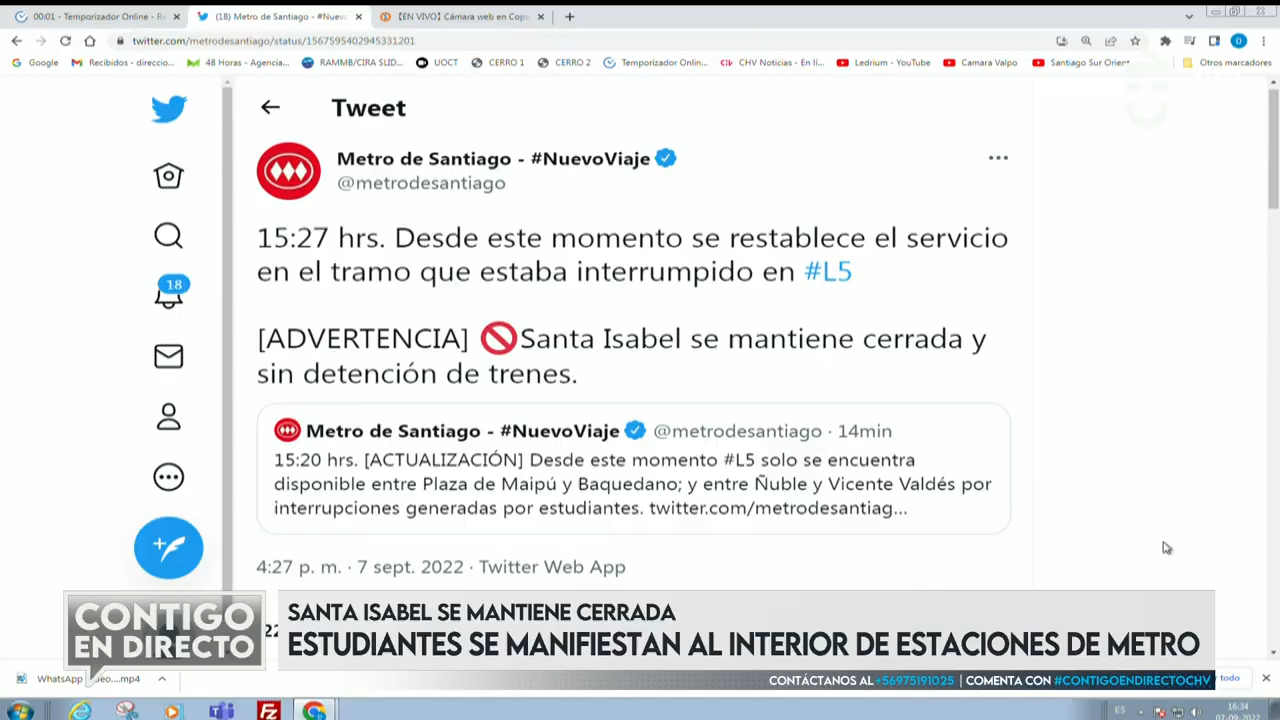 00:01 - Temporizador Online - R
(18) Metro de Santiago - #Nuev
[EN VIVO] Cámara web en Cope
twitter.com/metrodesantiago/status/1567595402945331201
Google
Recibidos - direccio...
48 Horas - Agencia...
RAMMB/CIRA SLID...
UOCT
CERRO 1
CERRO 2
Temporizador Onlin...
CHV Noticias - En lí...
Ledrium - YouTube
Camara Valpo
Santiago Sur Orient
Otros marcadores
Tweet
Metro de Santiago - #NuevoViaje
@metrodesantiago
15:27 hrs. Desde este momento se restablece el servicio
en el tramo que estaba interrumpido en #L5
18
[ADVERTENCIA] 🚫Santa Isabel se mantiene cerrada y
sin detención de trenes.
Metro de Santiago - #NuevoViaje @metrodesantiago · 14min
15:20 hrs. [ACTUALIZACIÓN] Desde este momento #L5 solo se encuentra
disponible entre Plaza de Maipú y Baquedano; y entre Ñuble y Vicente Valdés por
interrupciones generadas por estudiantes. twitter.com/metrodesantiag...
4:27 p. m. · 7 sept. 2022 · Twitter Web App
CONTIGO
EN DIRECTO
SANTA ISABEL SE MANTIENE CERRADA
ESTUDIANTES SE MANIFIESTAN AL INTERIOR DE ESTACIONES DE METRO
CONTÁCTANOS AL +56975191025 | COMENTA CON #CONTIGOENDIRECTOCHV
WhatsApp
eo....mp4
todo
ES
16:34
07-09-2022